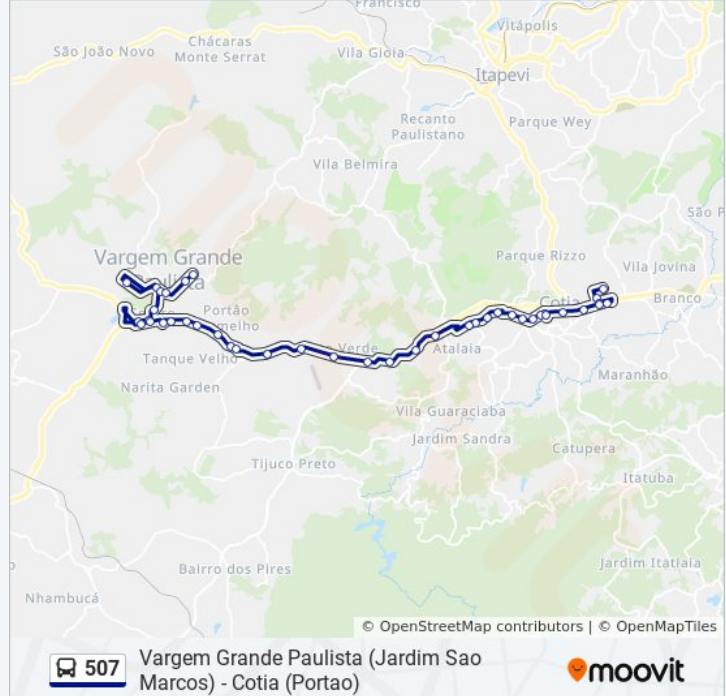 Francisco
Vitápolis
São João Novo
Chácaras
Monte Serrat
Vila Gioia
Itapevi
Recanto
Paulistano
Parque Wey
Vila Belmira
São P
Vargem Grande
Paulista
Parque Rizzo
Vila Jovina
Cotia
Branco
Portão
melho
Verde
Atalaia
Tanque Velho
Maranhão
Narita Garden
Vila Guaraciaba
Jardim Sandra
Catupera
Tijuco Preto
Itatuba
Bairro dos Pires
Jardim Itatiaia
Nhambucá
© OpenStreetMap contributors | © OpenMapTiles
507
Vargem Grande Paulista (Jardim Sao
Marcos) - Cotia (Portao)
moovit